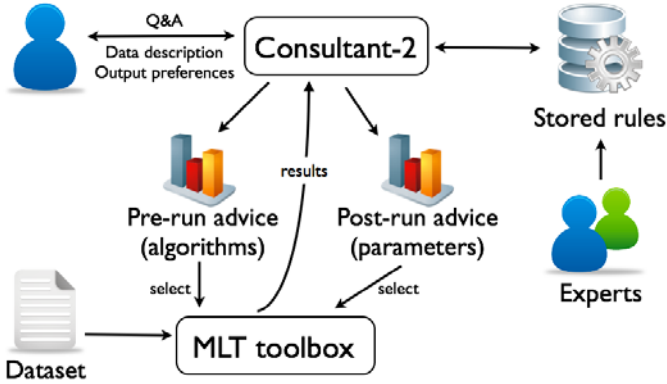 Q&A
Data description
Output preferences
Consultant-2
Stored rules
results
Pre-run advice
(algorithms)
Post-run advice
(parameters)
select
select
Experts
MLT toolbox
Dataset